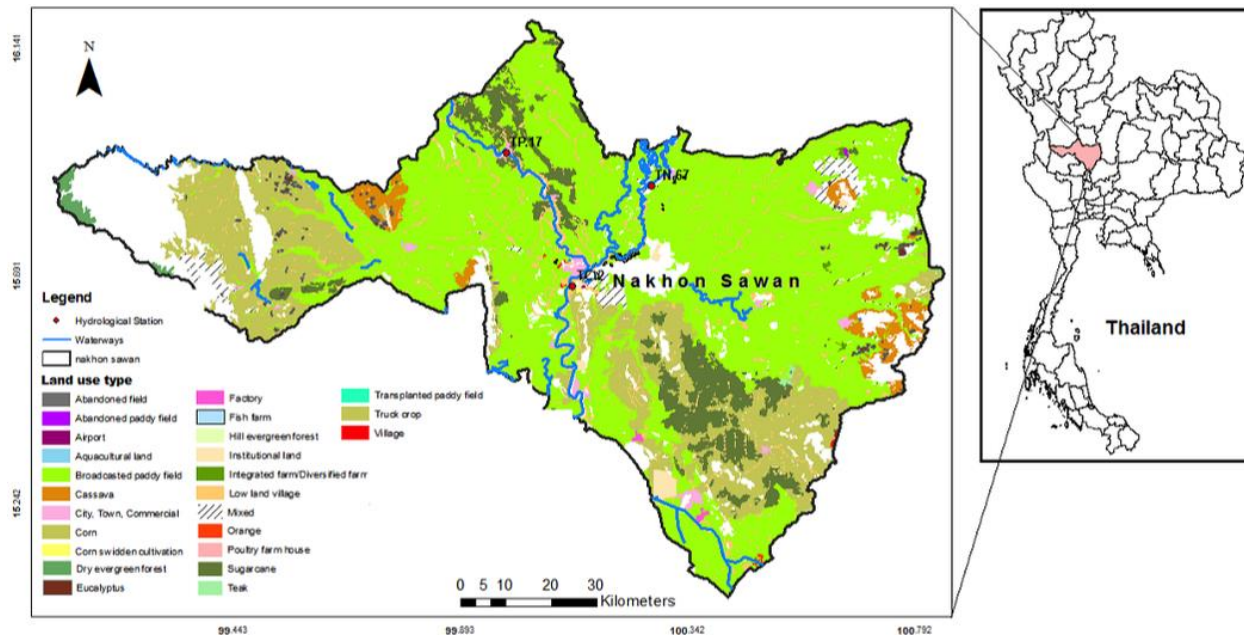 16.141
15.691
15.242
N
TP.17
TN.67
TC.12
Nakhon Sawan
Legend
Hydrological Station
Waterways
nakhon sawan
Land use type
Abandoned field
Abandoned paddy field
Airport
Aquacultural land
Broadcasted paddy field
Cassava
City, Town, Commercial
Corn
Corn swidden cultivation
Dry evergreen forest
Eucalyptus
Factory
Fish farm
Hill evergreen forest
Institutional land
Integrated farm/Diversified farm
Low land village
Mixed
Orange
Poultry farm house
Sugarcane
Teak
Transplanted paddy field
Truck crop
Village
0 5 10 20 30
Kilometers
99.443
99.893
100.342
100.792
Thailand